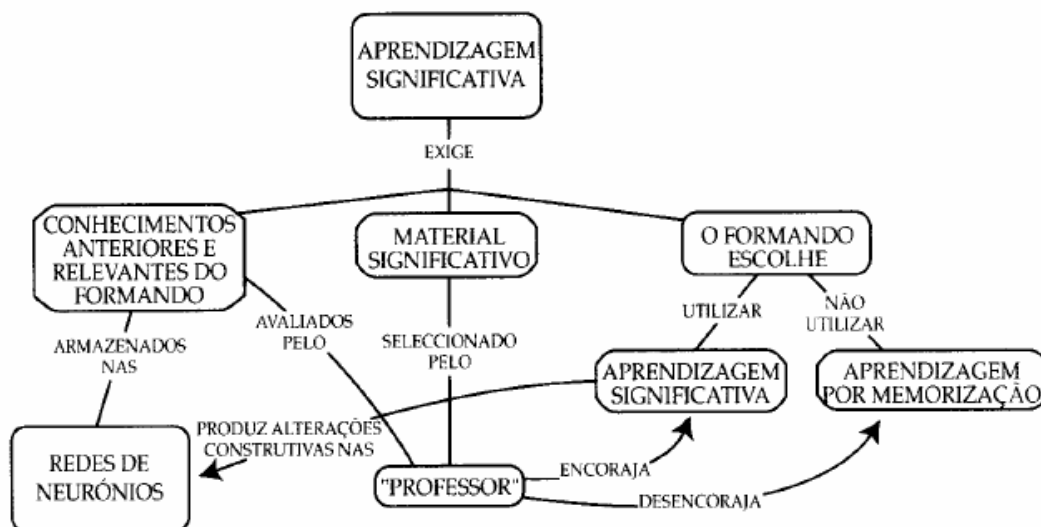 APRENDIZAGEM
SIGNIFICATIVA
EXIGE
CONHECIMENTOS
ANTERIORES E
RELEVANTES DO
FORMANDO
MATERIAL
SIGNIFICATIVO
O FORMANDO
ESCOLHE
ARMAZENADOS
NAS
AVALIADOS
PELO
SELECCIONADO
PELO
UTILIZAR
NÃO
UTILIZAR
APRENDIZAGEM
SIGNIFICATIVA
APRENDIZAGEM
POR MEMORIZAÇÃO
PRODUZ ALTERAÇÕES
CONSTRUTIVAS NAS
REDES DE
NEURÓNIOS
"PROFESSOR"
ENCORAJA
DESENCORAJA